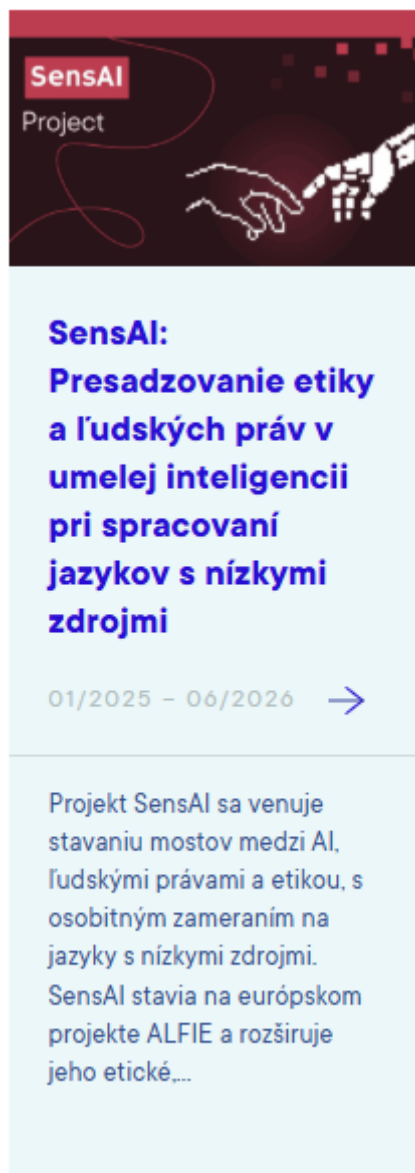 SensAI
Project
SensAI:
Presadzovanie etiky
a ľudských práv v
umelej inteligencii
pri spracovaní
jazykov s nízkymi
zdrojmi
01/2025 – 06/2026
Projekt SensAI sa venuje
stavaniu mostov medzi AI,
ľudskými právami a etikou, s
osobitným zameraním na
jazyky s nízkymi zdrojmi.
SensAI stavia na európskom
projekte ALFIE a rozširuje
jeho etické,...